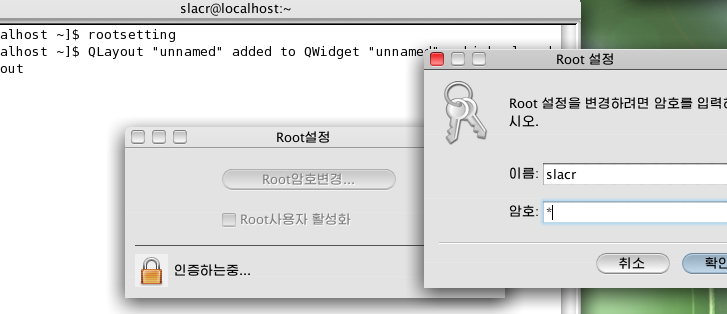 slacr@localhost:~
alhost ~]$ rootsetting
alhost ~]$ QLayout "unnamed" added to QWidget "unnamed"
out
Root 설정
Root 설정을 변경하려면 암호를 입력하
시오.
이름: slacr
암호: *
취소
확인
Root설정
Root암호변경...
Root사용자 활성화
인증하는중...